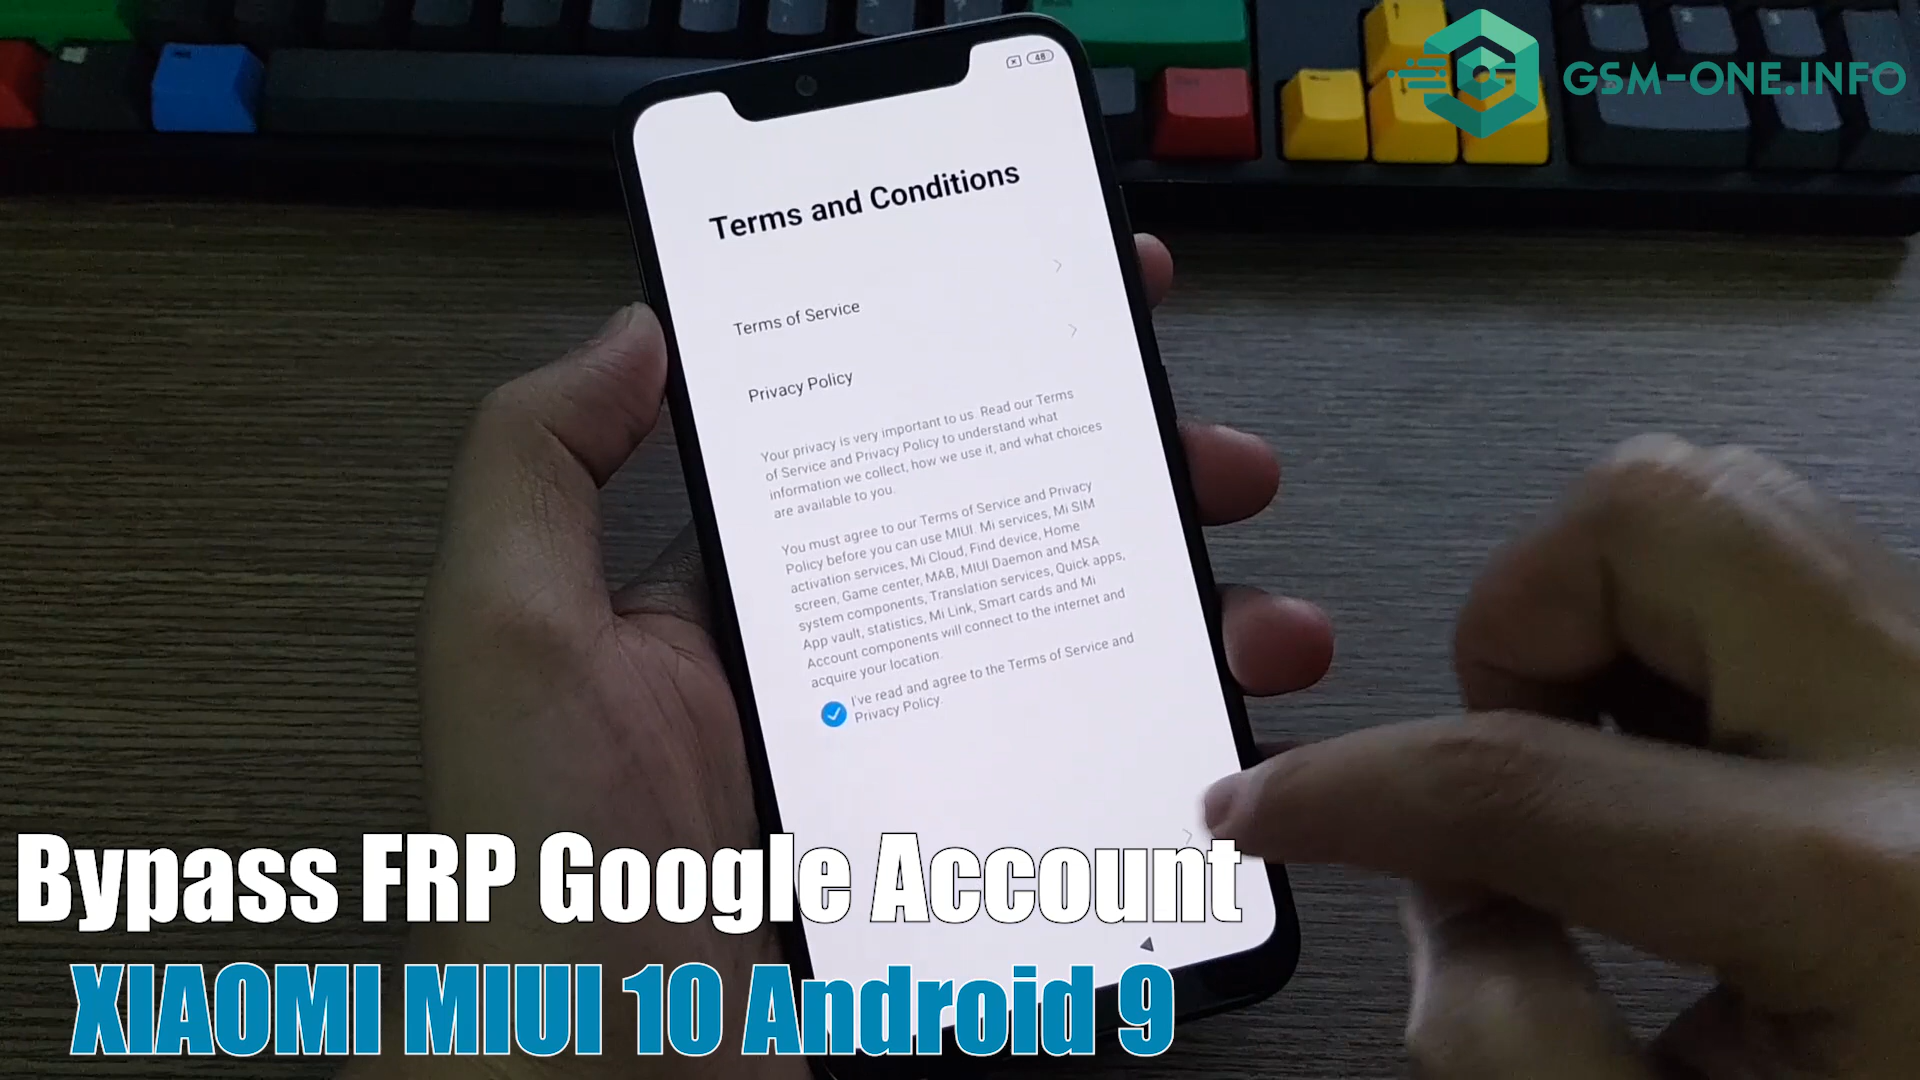 GSM-ONE.INFO
48
Terms and Conditions
Terms of Service
Privacy Policy
Your privacy is very important to us. Read our Terms
of Service and Privacy Policy to understand what
information we collect, how we use it, and what choices
are available to you.
You must agree to our Terms of Service and Privacy
Policy before you can use MIUI. Mi services, Mi SIM
activation services, Mi Cloud, Find device, Home
screen, Game center, MAB, MIUI Daemon and MSA
system components, Translation services, Quick apps,
App vault, statistics, Mi Link, Smart cards and Mi
Account components will connect to the internet and
acquire your location.
I've read and agree to the Terms of Service and
Privacy Policy.
Bypass FRP Google Account
XIAOMI MIUI 10 Android 9